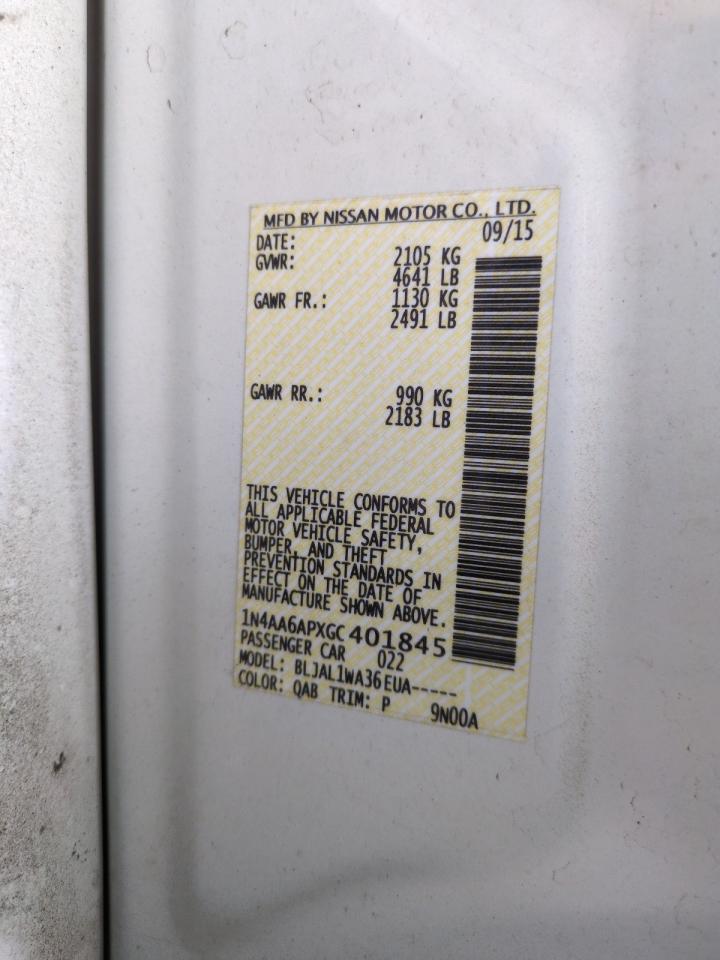 MFD BY NISSAN MOTOR CO., LTD.
DATE: 09/15
GVWR: 2105 KG
4641 LB
GAWR FR.: 1130 KG
2491 LB
GAWR RR.: 990 KG
2183 LB
THIS VEHICLE CONFORMS TO
ALL APPLICABLE FEDERAL
MOTOR VEHICLE SAFETY,
BUMPER, AND THEFT
PREVENTION STANDARDS IN
EFFECT ON THE DATE OF
MANUFACTURE SHOWN ABOVE.
1N4AA6APXGC401845
PASSENGER CAR 022
MODEL: BLJAL1WA36EUA-----
COLOR: QAB TRIM: P 9N00A